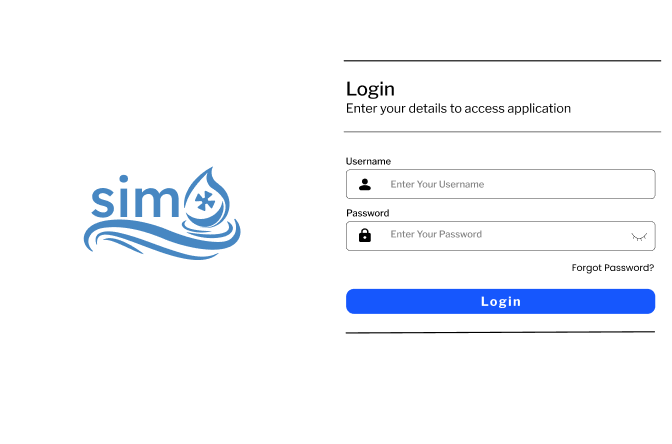 sim
Login
Enter your details to access application
Username
Enter Your Username
Password
Enter Your Password
Forgot Password?
Login